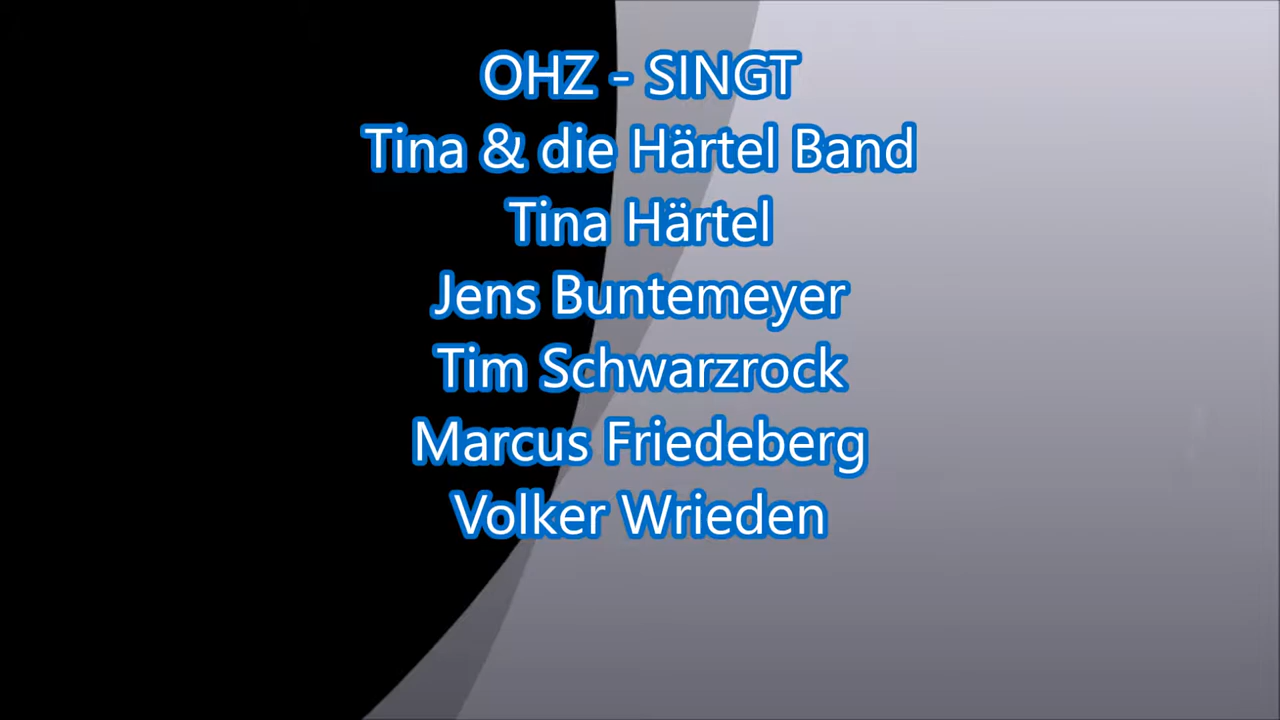 OHZ - SINGT
Tina & die Härtel Band
Tina Härtel
Jens Buntemeyer
Tim Schwarzrock
Marcus Friedeberg
Volker Wrieden